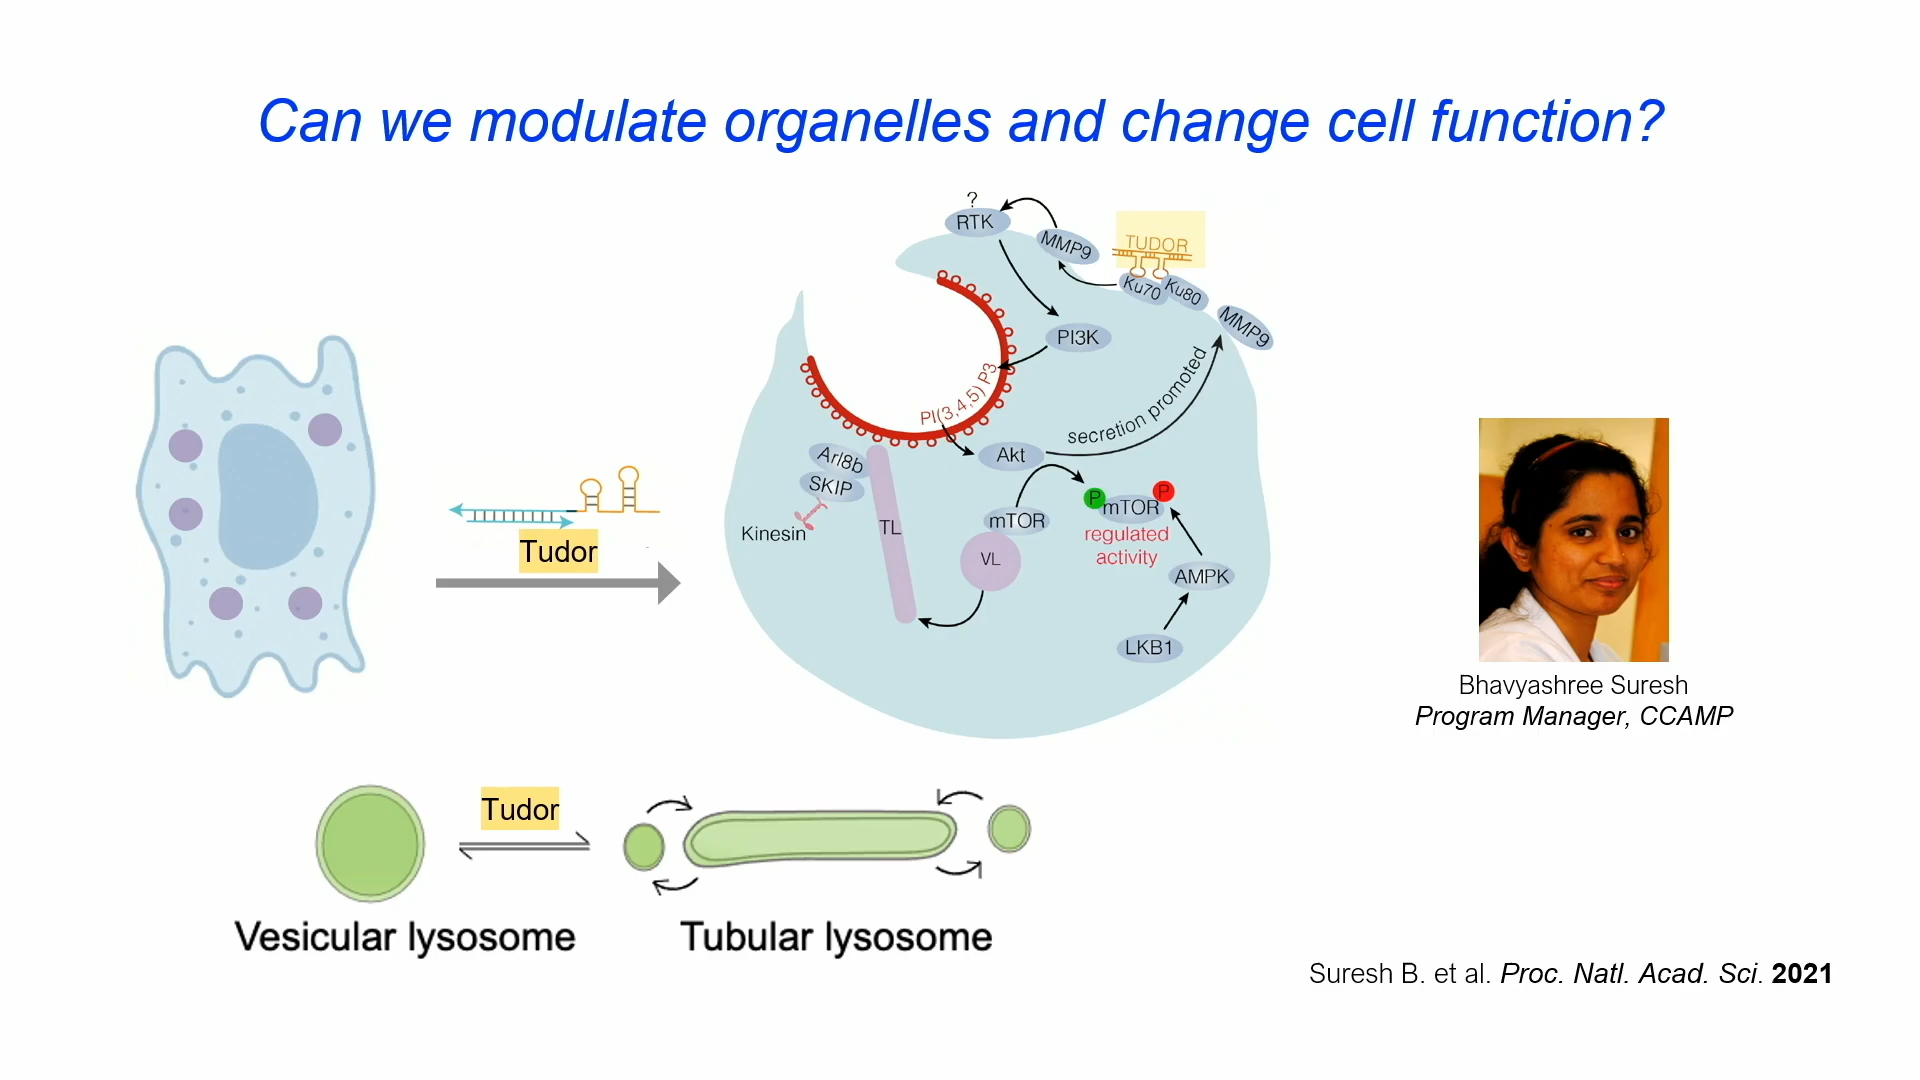 Can we modulate organelles and change cell function?
?
RTK
MMP9
TUDOR
Ku70
Ku80
MMP9
PI3K
PI(3,4,5) P3
secretion promoted
Akt
Arl8b
SKIP
Kinesin
TL
mTOR
VL
P
mTOR
P
regulated
activity
AMPK
LKB1
Tudor
Bhavyashree Suresh
Program Manager, CCAMP
Tudor
Vesicular lysosome
Tubular lysosome
Suresh B. et al. Proc. Natl. Acad. Sci. 2021